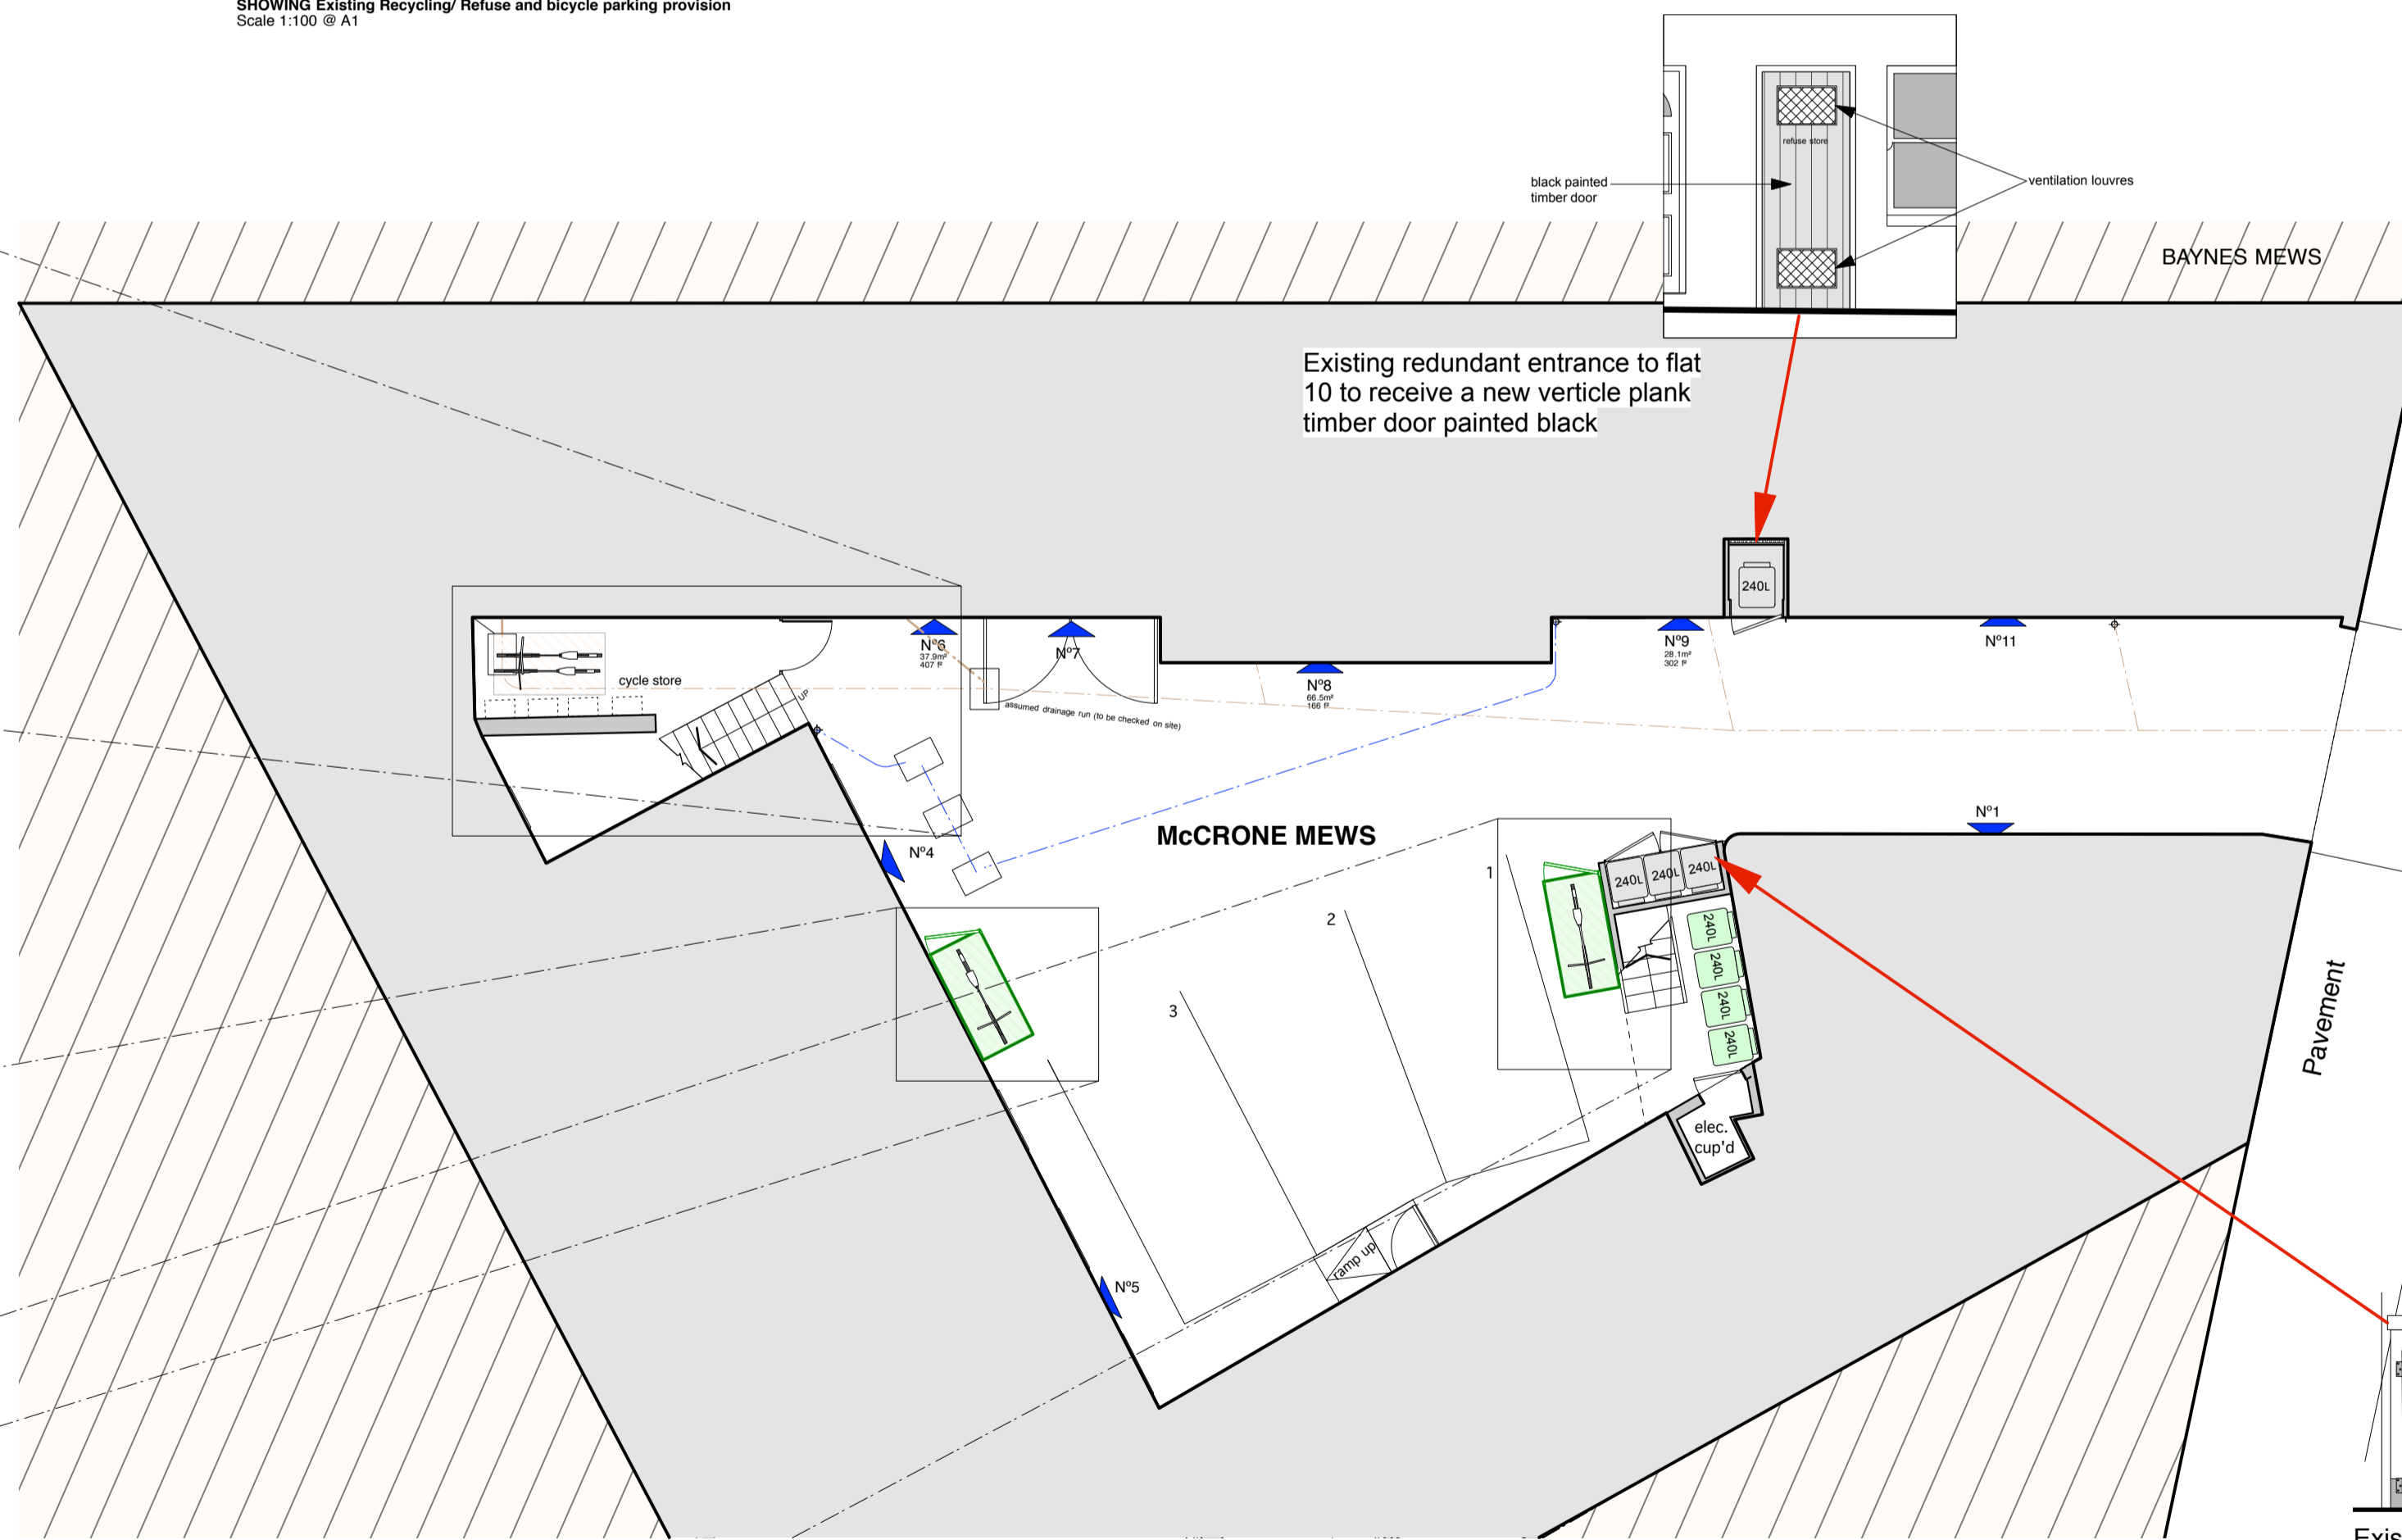 SHOWING Existing Recycling/ Refuse and bicycle parking provision
Scale 1:100 @ A1
refuse store
black painted
timber door
ventilation louvres
BAYNES MEWS
Existing redundant entrance to flat
10 to receive a new verticle plank
timber door painted black
240L
Nº6
37.9m²
407 f²
Nº7
Nº8
66.5m²
166 f²
Nº9
28.1m²
302 f²
Nº11
cycle store
UP
assumed drainage run (to be checked on site)
Nº4
McCRONE MEWS
Nº1
1
2
3
240L
240L
240L
240L
240L
240L
240L
Pavement
elec.
cup'd
ramp up
Nº5